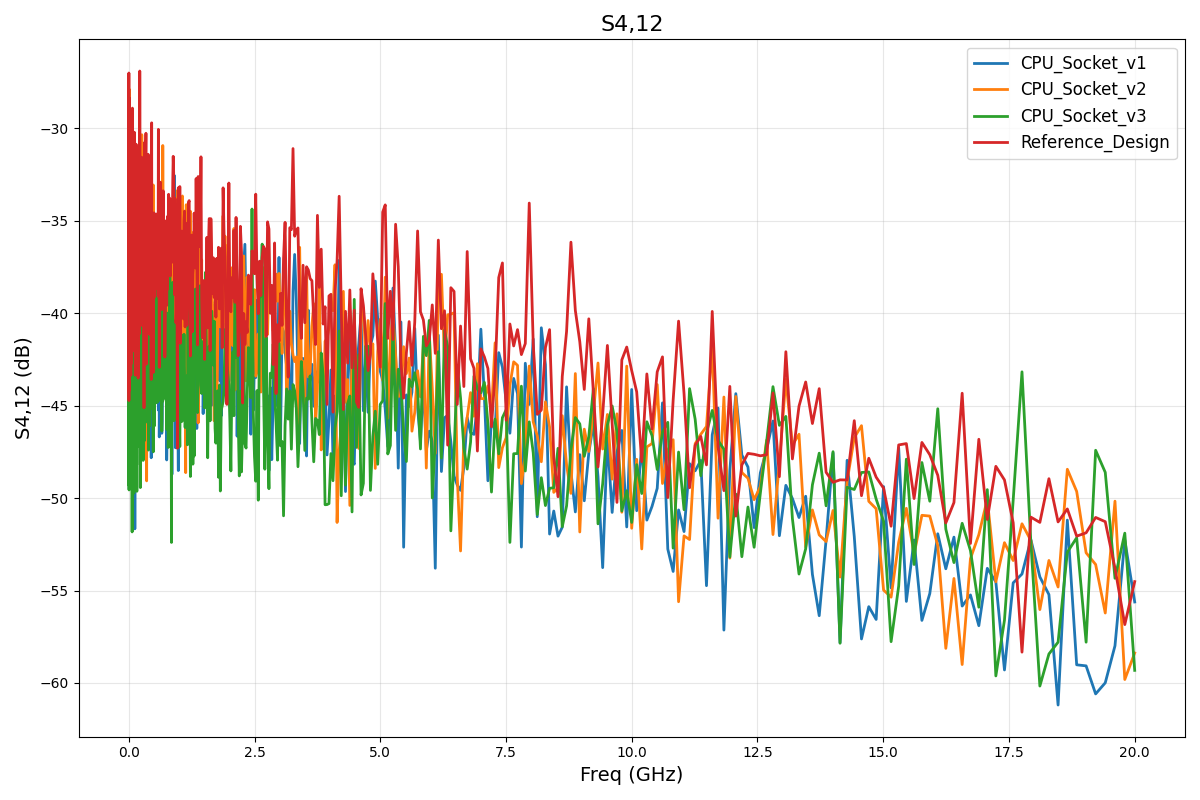 S4,12
CPU_Socket_v1
CPU_Socket_v2
CPU_Socket_v3
Reference_Design
−30
−35
−40
−45
−50
−55
−60
S4,12 (dB)
0.0 2.5 5.0 7.5 10.0 12.5 15.0 17.5 20.0
Freq (GHz)